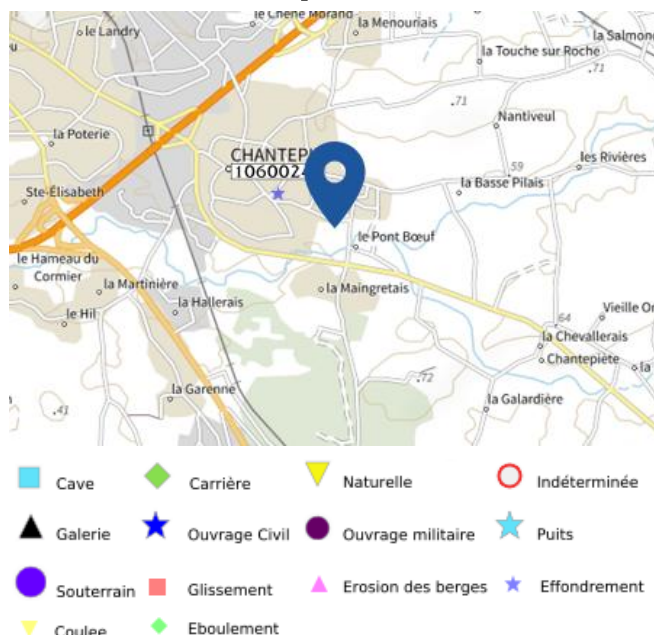 le Chêne Morand
la Menouriais
le Landry
la Salmon
la Touche sur Roche
.71
.71
Nantiveul
la Poterie
CHANTEPI
1060024
.59
les Rivières
Ste-Élisabeth
la Basse Pilais
le Pont Bœuf
le Hameau du
Cormier
la Martinière
la Maingretais
la Hallerais
le Hil
.64
Vieille Or
la Chevallerais
Chantepiète
la
la Garenne
.72
la Galardière
.41
Cave
Carrière
Naturelle
Indéterminée
Galerie
Ouvrage Civil
Ouvrage militaire
Puits
Souterrain
Glissement
Erosion des berges
Effondrement
Coulee
Eboulement